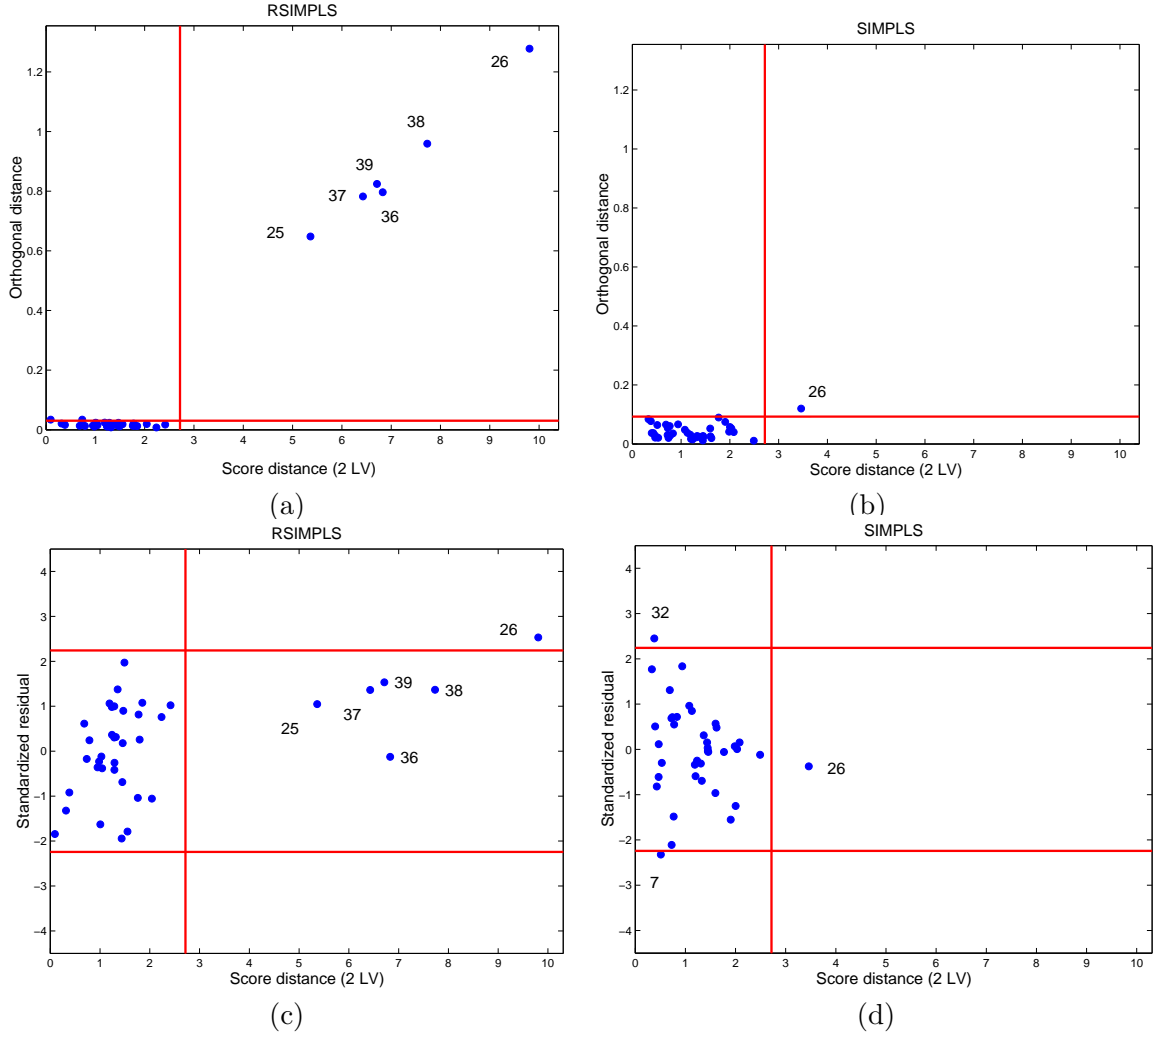 RSIMPLS
Orthogonal distance
1.2
1
0.8
0.6
0.4
0.2
0
26
38
39
37
36
25
0 1 2 3 4 5 6 7 8 9 10
Score distance (2 LV)
(a)
SIMPLS
Orthogonal distance
1.2
1
0.8
0.6
0.4
0.2
0
26
0 1 2 3 4 5 6 7 8 9 10
Score distance (2 LV)
(b)
RSIMPLS
Standardized residual
4
3
2
1
0
−1
−2
−3
−4
26
39
38
37
25
36
0 1 2 3 4 5 6 7 8 9 10
Score distance (2 LV)
(c)
SIMPLS
Standardized residual
4
3
2
1
0
−1
−2
−3
−4
32
26
7
0 1 2 3 4 5 6 7 8 9 10
Score distance (2 LV)
(d)